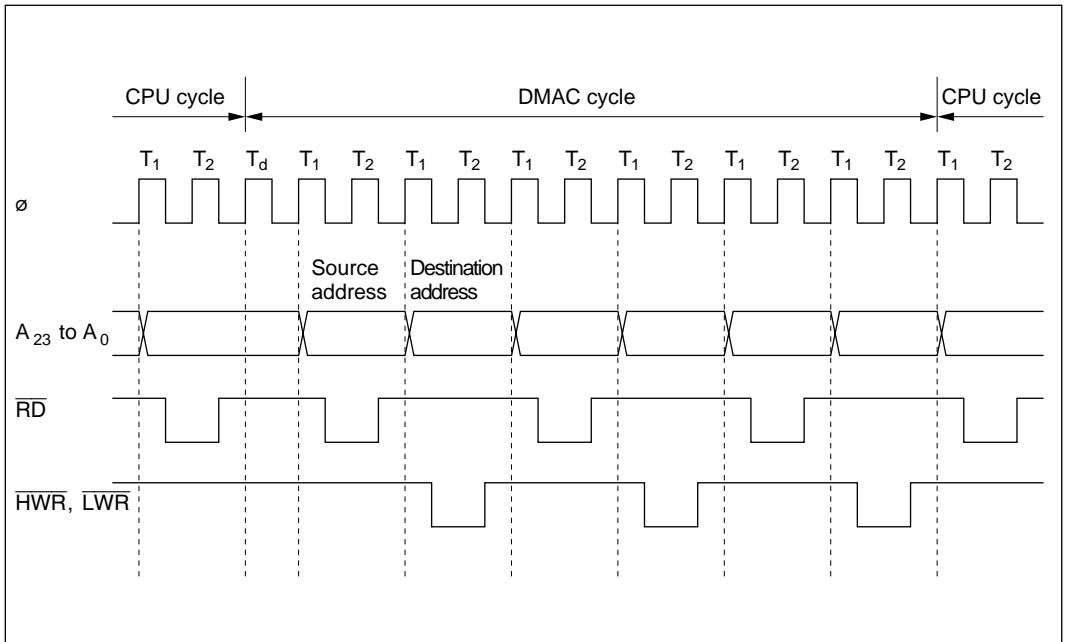 CPU cycle DMAC cycle CPU cycle
T1 T2 Td T1 T2 T1 T2 T1 T2 T1 T2 T1 T2 T1 T2 T1 T2
ø
Source address
Destination address
A23 to A0
RD
HWR, LWR